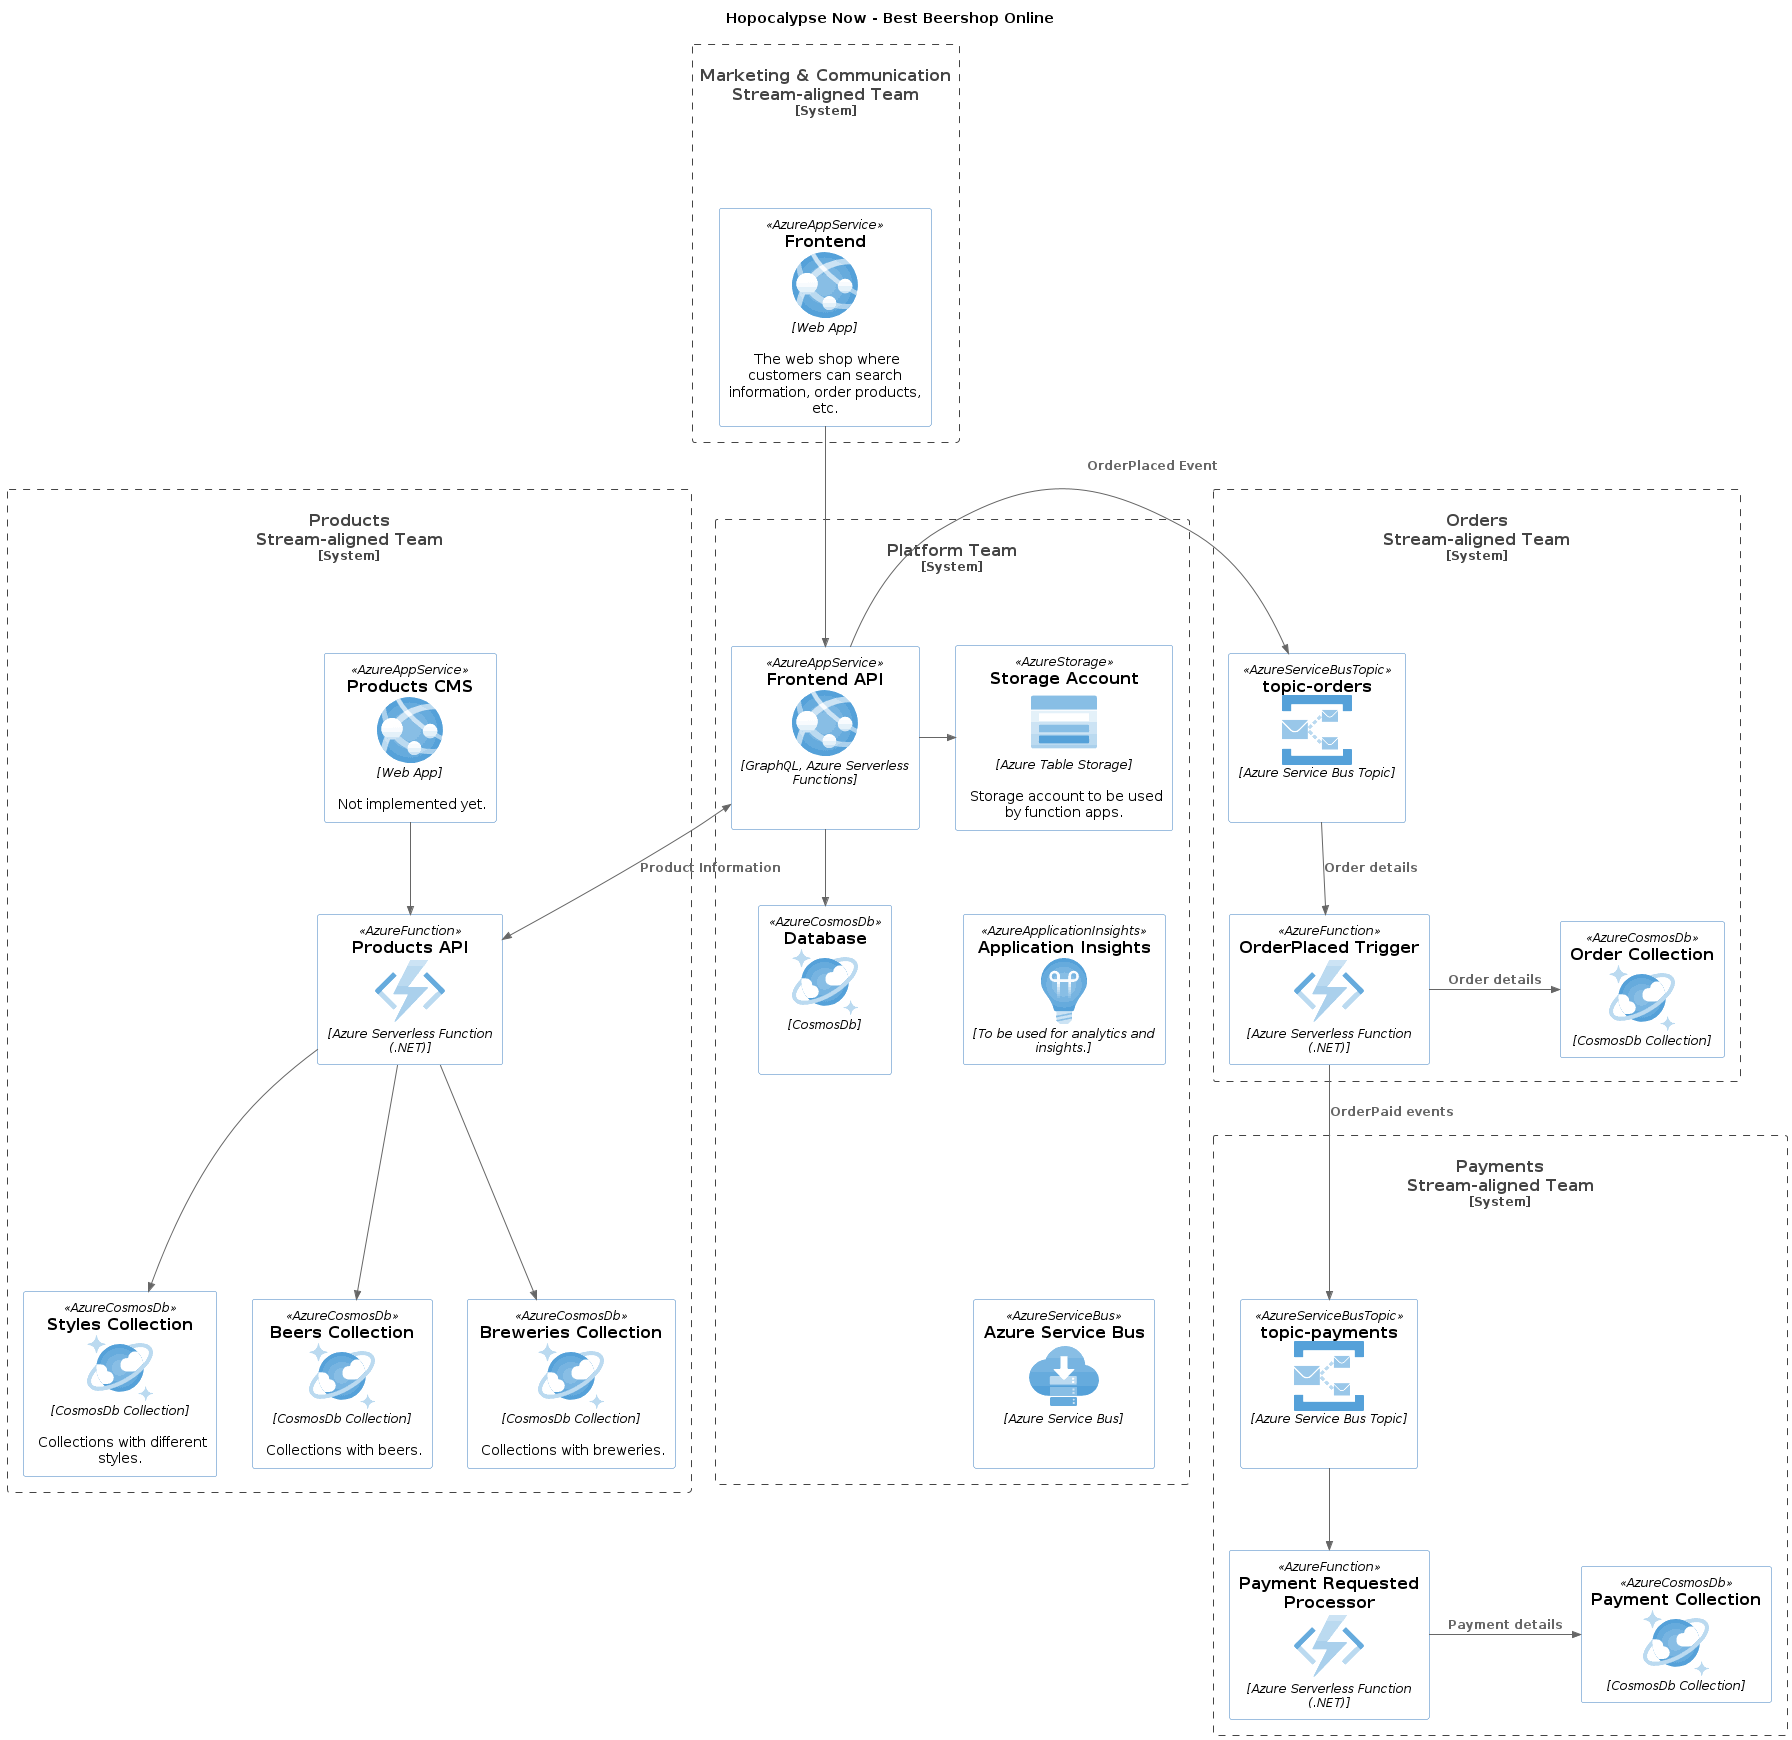 Hopocalypse Now - Best Beershop Online
Marketing & Communication
Stream-aligned Team
[System]
«AzureAppService»
Frontend
[Web App]
The web shop where
customers can search
information, order products,
etc.
OrderPlaced Event
Products
Stream-aligned Team
[System]
«AzureAppService»
Products CMS
[Web App]
Not implemented yet.
Product Information
«AzureFunction»
Products API
[Azure Serverless Function
(.NET)]
«AzureCosmosDb»
Styles Collection
[CosmosDb Collection]
Collections with different
styles.
«AzureCosmosDb»
Beers Collection
[CosmosDb Collection]
Collections with beers.
«AzureCosmosDb»
Breweries Collection
[CosmosDb Collection]
Collections with breweries.
Platform Team
[System]
«AzureAppService»
Frontend API
[GraphQL, Azure Serverless
Functions]
«AzureStorage»
Storage Account
[Azure Table Storage]
Storage account to be used
by function apps.
«AzureCosmosDb»
Database
[CosmosDb]
«AzureApplicationInsights»
Application Insights
[To be used for analytics and
insights.]
«AzureServiceBus»
Azure Service Bus
[Azure Service Bus]
Orders
Stream-aligned Team
[System]
«AzureServiceBusTopic»
topic-orders
[Azure Service Bus Topic]
Order details
«AzureFunction»
OrderPlaced Trigger
[Azure Serverless Function
(.NET)]
Order details
«AzureCosmosDb»
Order Collection
[CosmosDb Collection]
OrderPaid events
Payments
Stream-aligned Team
[System]
«AzureServiceBusTopic»
topic-payments
[Azure Service Bus Topic]
«AzureFunction»
Payment Requested
Processor
[Azure Serverless Function
(.NET)]
Payment details
«AzureCosmosDb»
Payment Collection
[CosmosDb Collection]